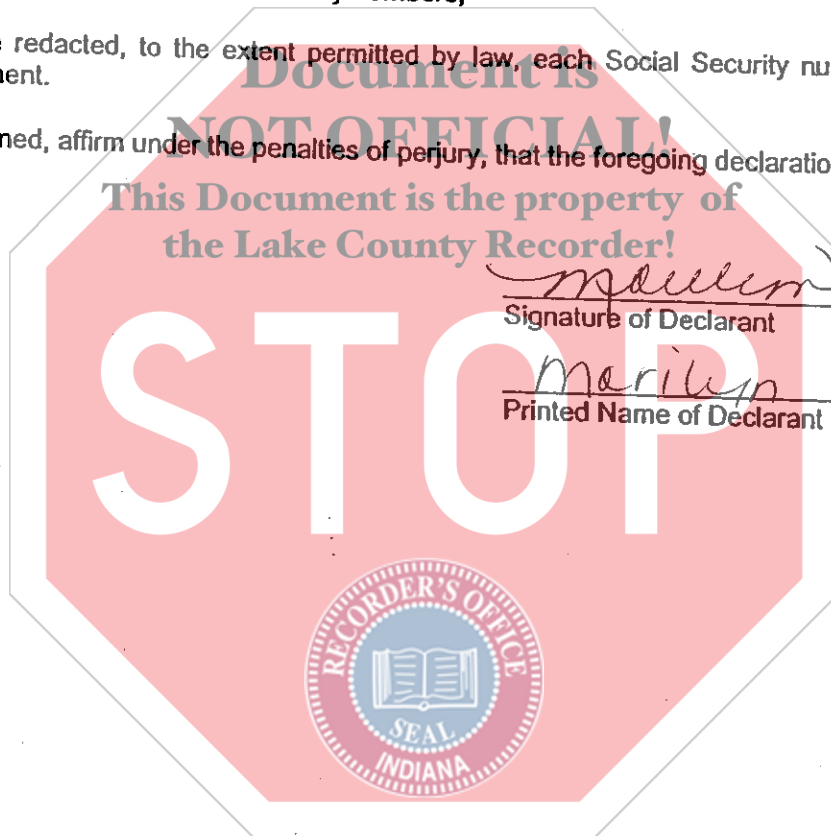 redacted, to the extent permitted by law, each Social Security nu
ent.
Document is
ned, affirm under the penalties of perjury, that the foregoing declaratio
NOT OFFICIAL!
This Document is the property of
the Lake County Recorder!
Signature of Declarant
Marilyn
Printed Name of Declarant
STOP
RECORDER'S OFFICE
SEAL
INDIANA